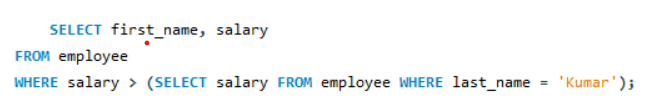 SELECT first_name, salary
FROM employee
WHERE salary > (SELECT salary FROM employee WHERE last_name = 'Kumar');